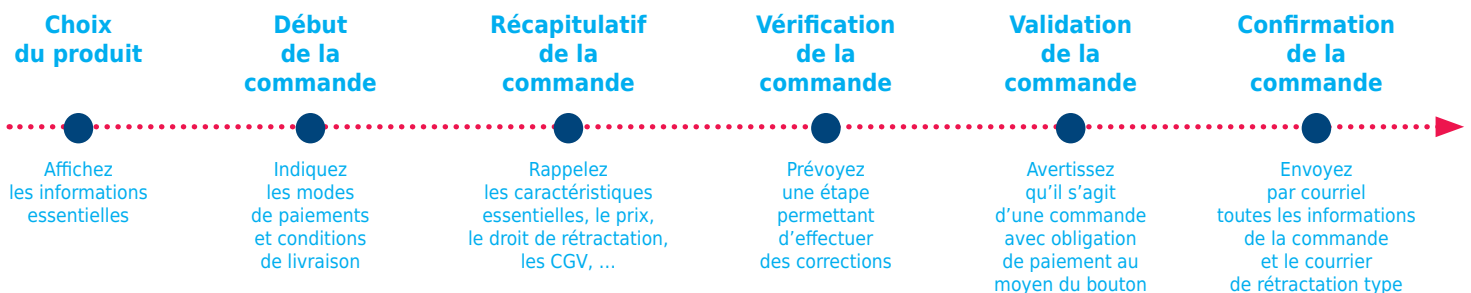 Choix
du produit
Affichez
les informations
essentielles
Début
de la
commande
Indiquez
les modes
de paiements
et conditions
de livraison
Récapitulatif
de la
commande
Rappelez
les caractéristiques
essentielles, le prix,
le droit de rétractation,
les CGV, ...
Vérification
de la
commande
Prévoyez
une étape
permettant
d’effectuer
des corrections
Validation
de la
commande
Avertissez
qu’il s’agit
d’une commande
avec obligation
de paiement au
moyen du bouton
Confirmation
de la
commande
Envoyez
par courriel
toutes les informations
de la commande
et le courrier
de rétractation type